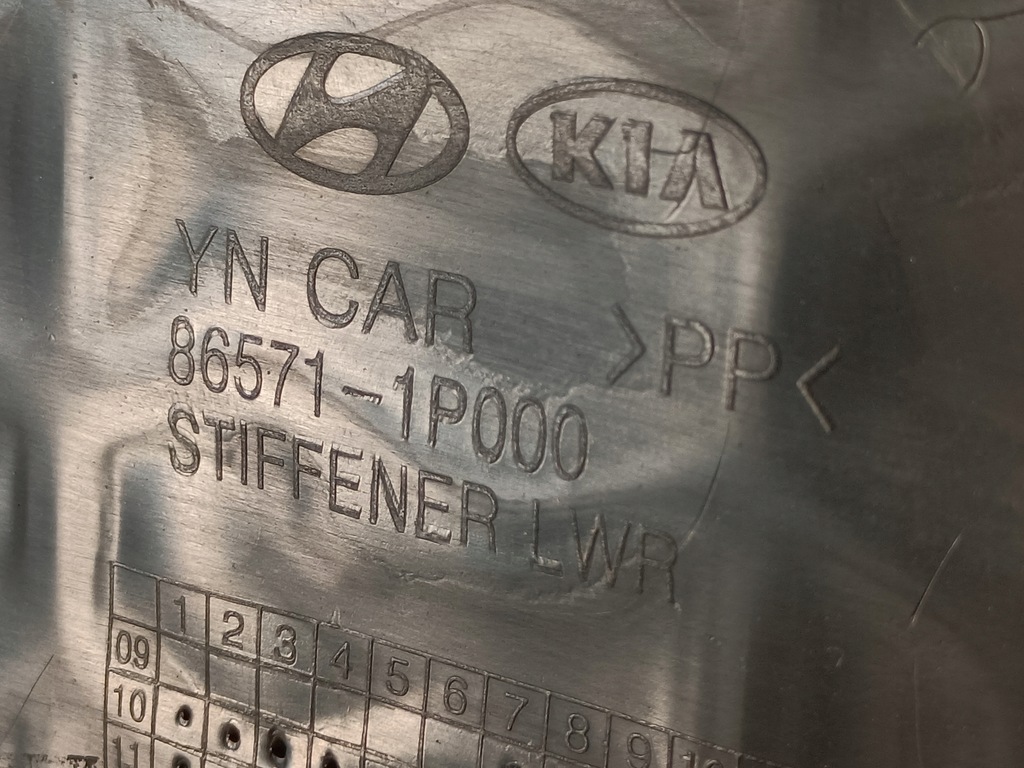 KIA
YN CAR
>PP<
86571-1P000
STIFFENER LWR
1 2 3 4 5 6 7 8 9
09
10
11